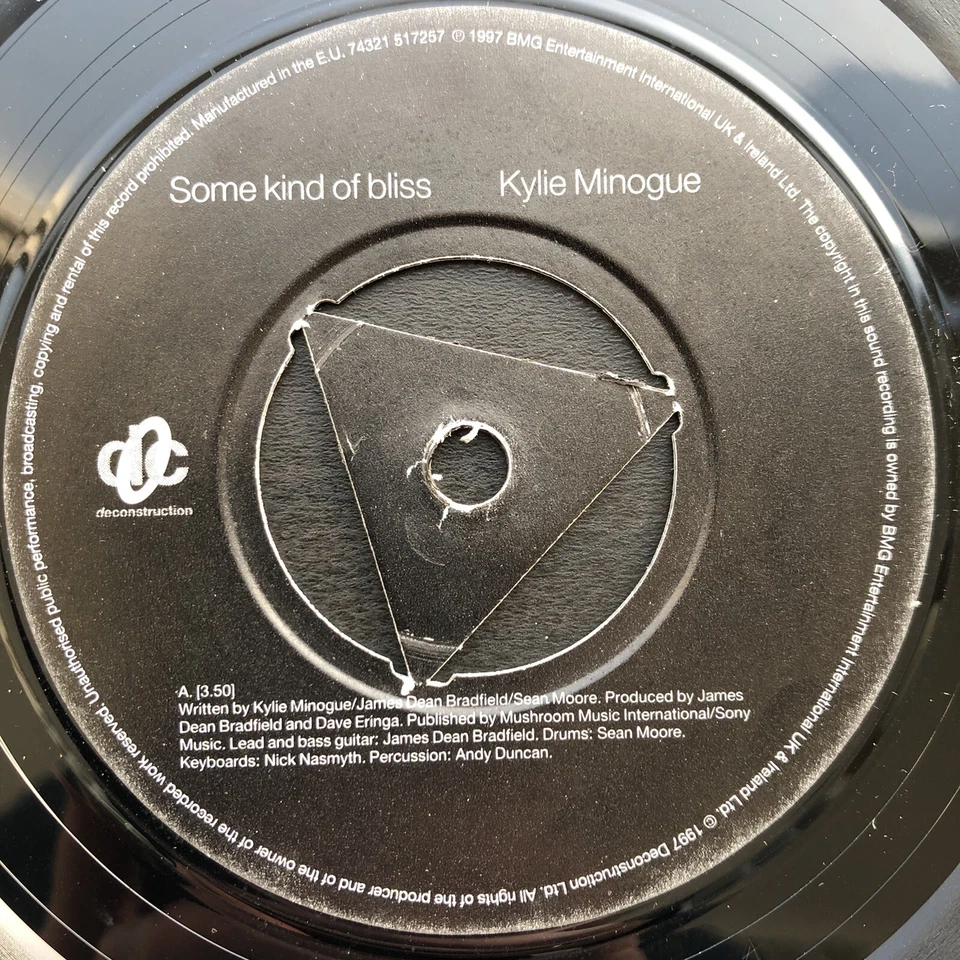 Manufactured in the E.U. 74321 517257 ℗ 1997 BMG Entertainment International UK & Ireland Ltd. The copyright in this sound recording is owned by BMG Entertainment International UK & Ireland Ltd. © 1997 Deconstruction Ltd. All rights of the producer and of the owner of the recorded work reserved. Unauthorised public performance, broadcasting, copying and rental of this record prohibited.
Some kind of bliss Kylie Minogue
dec
deconstruction
A. [3.50]
Written by Kylie Minogue/James Dean Bradfield/Sean Moore. Produced by James
Dean Bradfield and Dave Eringa. Published by Mushroom Music International/Sony
Music. Lead and bass guitar: James Dean Bradfield. Drums: Sean Moore.
Keyboards: Nick Nasmyth. Percussion: Andy Duncan.